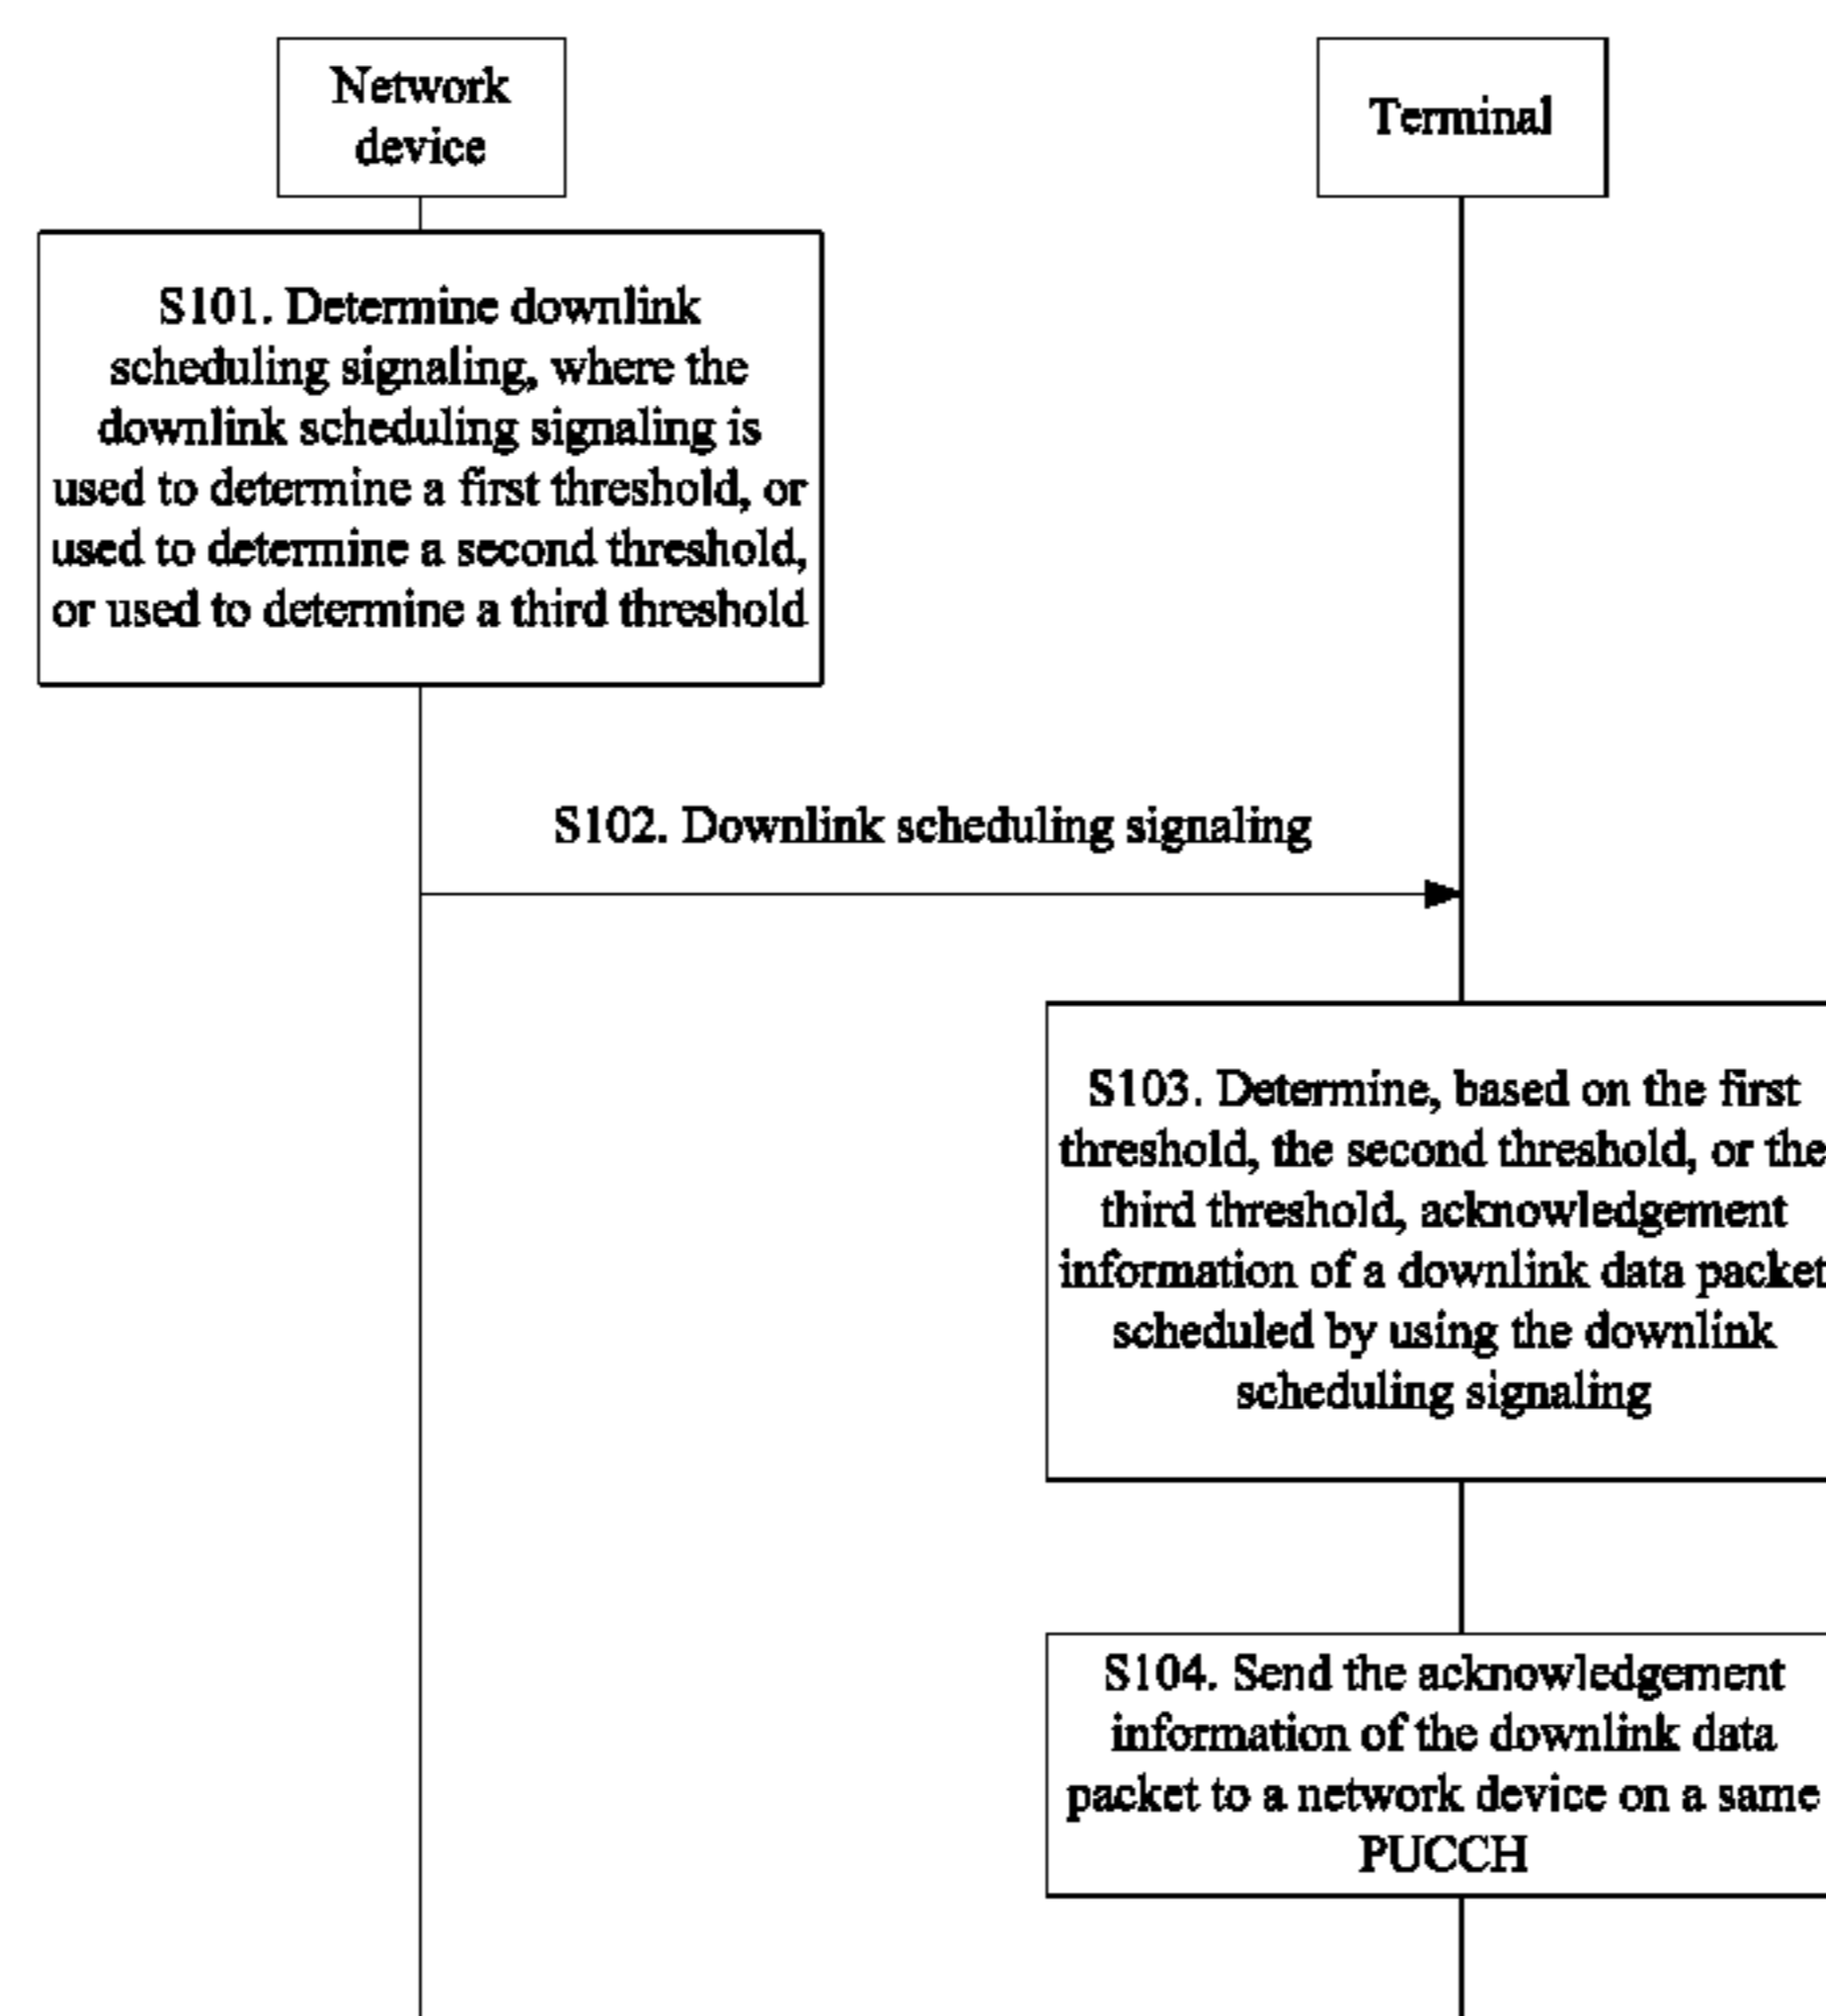 Network
device
Terminal
S101. Determine downlink
scheduling signaling, where the
downlink scheduling signaling is
used to determine a first threshold, or
used to determine a second threshold,
or used to determine a third threshold
S102. Downlink scheduling signaling
S103. Determine, based on the first
threshold, the second threshold, or the
third threshold, acknowledgement
information of a downlink data packet
scheduled by using the downlink
scheduling signaling
S104. Send the acknowledgement
information of the downlink data
packet to a network device on a same
PUCCH